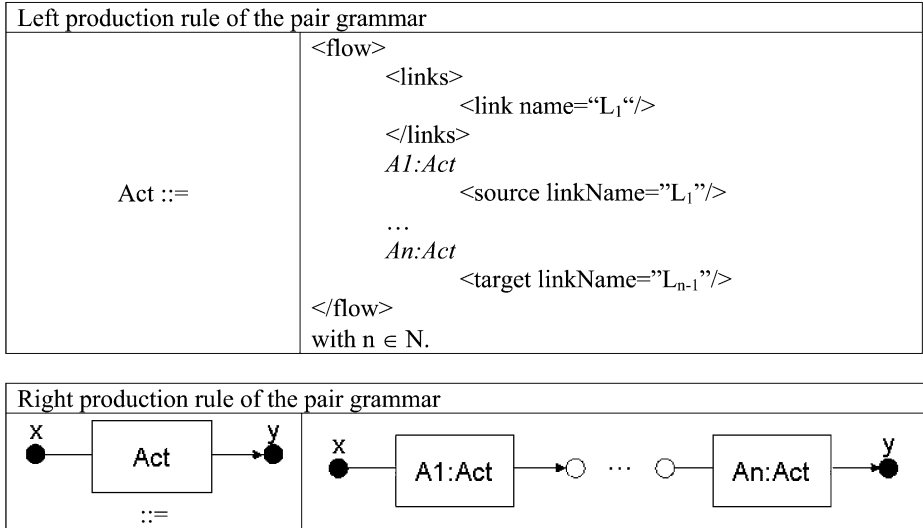 Left production rule of the pair grammar
Act ::=
<flow>
<links>
<link name=“L₁“/>
</links>
A1:Act
<source linkName=”L₁”/>
…
An:Act
<target linkName=”Lₙ₋₁”/>
</flow>
with n ∈ N.
Right production rule of the pair grammar
x Act y
::=
x A1:Act ... An:Act y